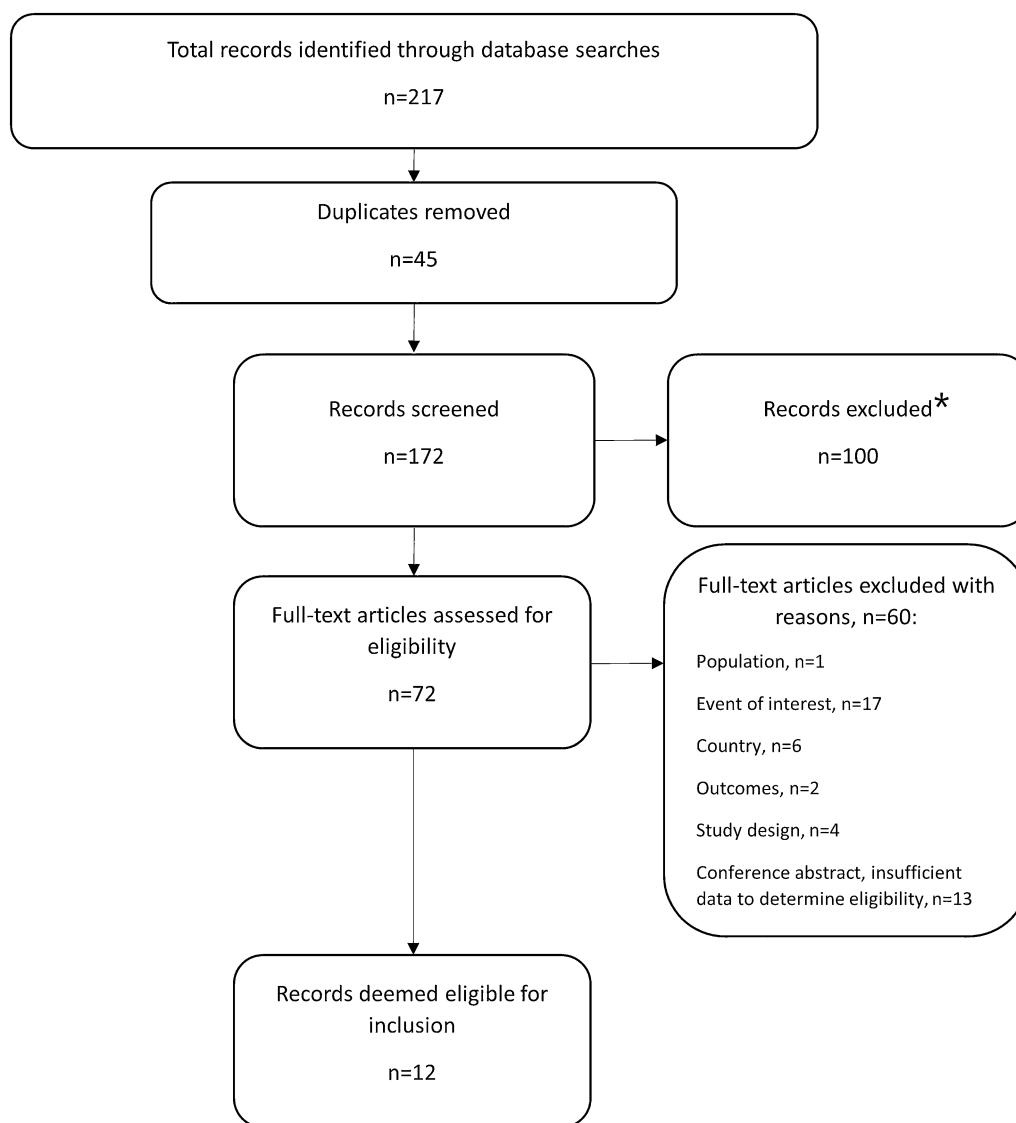 Total records identified through database searches
n=217
Duplicates removed
n=45
Records screened
n=172
Records excluded*
n=100
Full-text articles assessed for
eligibility
n=72
Full-text articles excluded with
reasons, n=60:
Population, n=1
Event of interest, n=17
Country, n=6
Outcomes, n=2
Study design, n=4
Conference abstract, insufficient
data to determine eligibility, n=13
Records deemed eligible for
inclusion
n=12